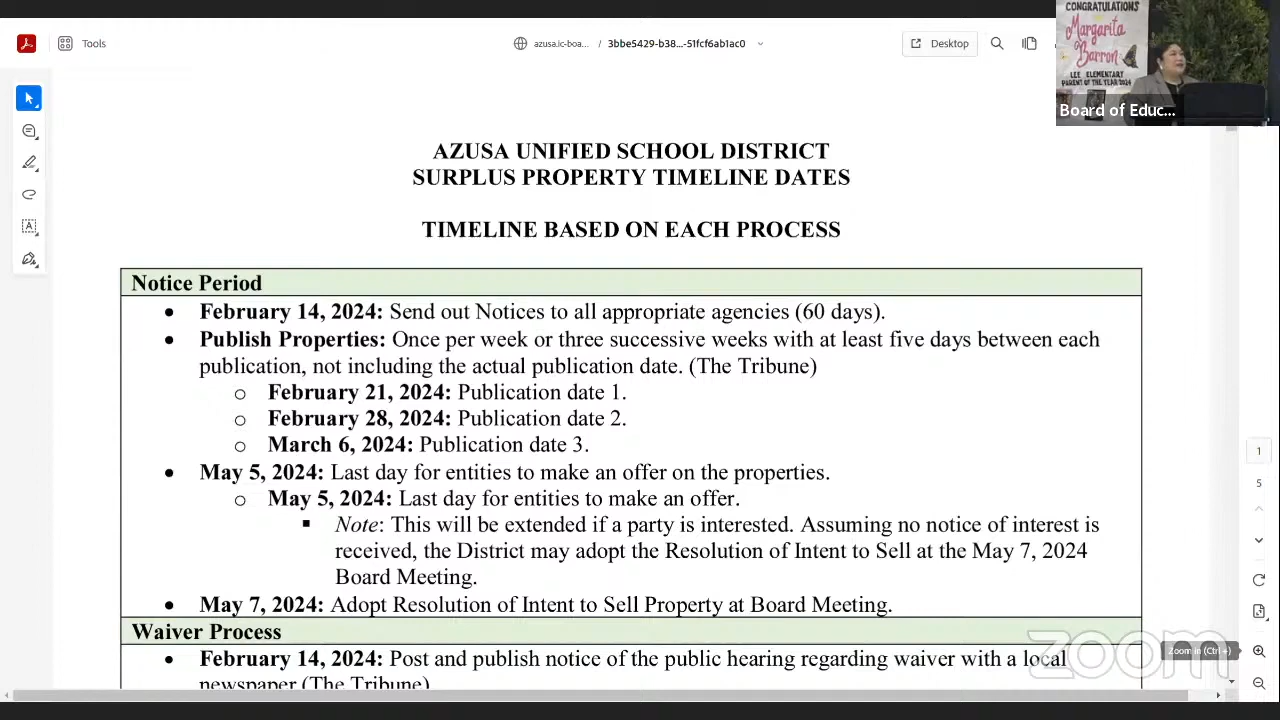 Tools
azusa.ic-boa... / 3bbe5429-b38...-51fcf6ab1ac0
Desktop
CONGRATULATIONS
Margarita
Barron
LEE ELEMENTARY
PARENT OF THE YEAR 2024
Board of Educ...
AZUSA UNIFIED SCHOOL DISTRICT
SURPLUS PROPERTY TIMELINE DATES
TIMELINE BASED ON EACH PROCESS
Notice Period
• February 14, 2024: Send out Notices to all appropriate agencies (60 days).
• Publish Properties: Once per week or three successive weeks with at least five days between each
publication, not including the actual publication date. (The Tribune)
o February 21, 2024: Publication date 1.
o February 28, 2024: Publication date 2.
o March 6, 2024: Publication date 3.
• May 5, 2024: Last day for entities to make an offer on the properties.
o May 5, 2024: Last day for entities to make an offer.
▪ Note: This will be extended if a party is interested. Assuming no notice of interest is
received, the District may adopt the Resolution of Intent to Sell at the May 7, 2024
Board Meeting.
• May 7, 2024: Adopt Resolution of Intent to Sell Property at Board Meeting.
Waiver Process
• February 14, 2024: Post and publish notice of the public hearing regarding waiver with a local
newspaper (The Tribune)
1
5
zoom
Zoom in (Ctrl +)